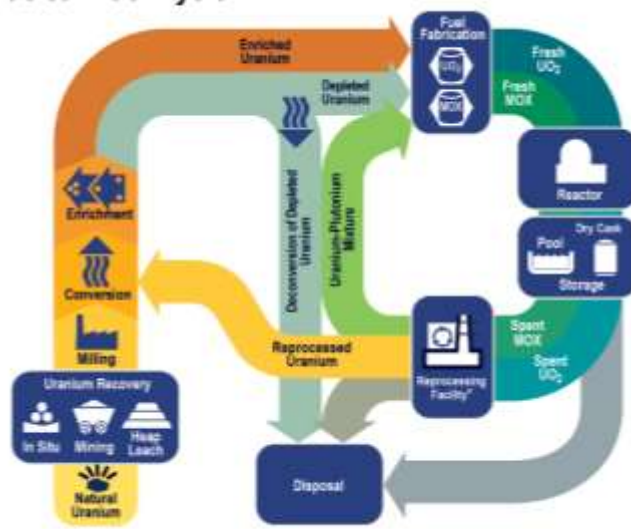 Fuel
Fabrication
UO₂
MOX
Enriched
Uranium
Depleted
Uranium
Fresh
UO₂
Fresh
MOX
Reactor
Dry Cask
Pool
Storage
Enrichment
Deconversion of Depleted
Uranium
Uranium-Plutonium
Mixture
Conversion
Milling
Reprocessed
Uranium
Spent
MOX
Spent
UO₂
Reprocessing
Facility*
Uranium Recovery
In Situ
Mining
Heap
Leach
Natural
Uranium
Disposal